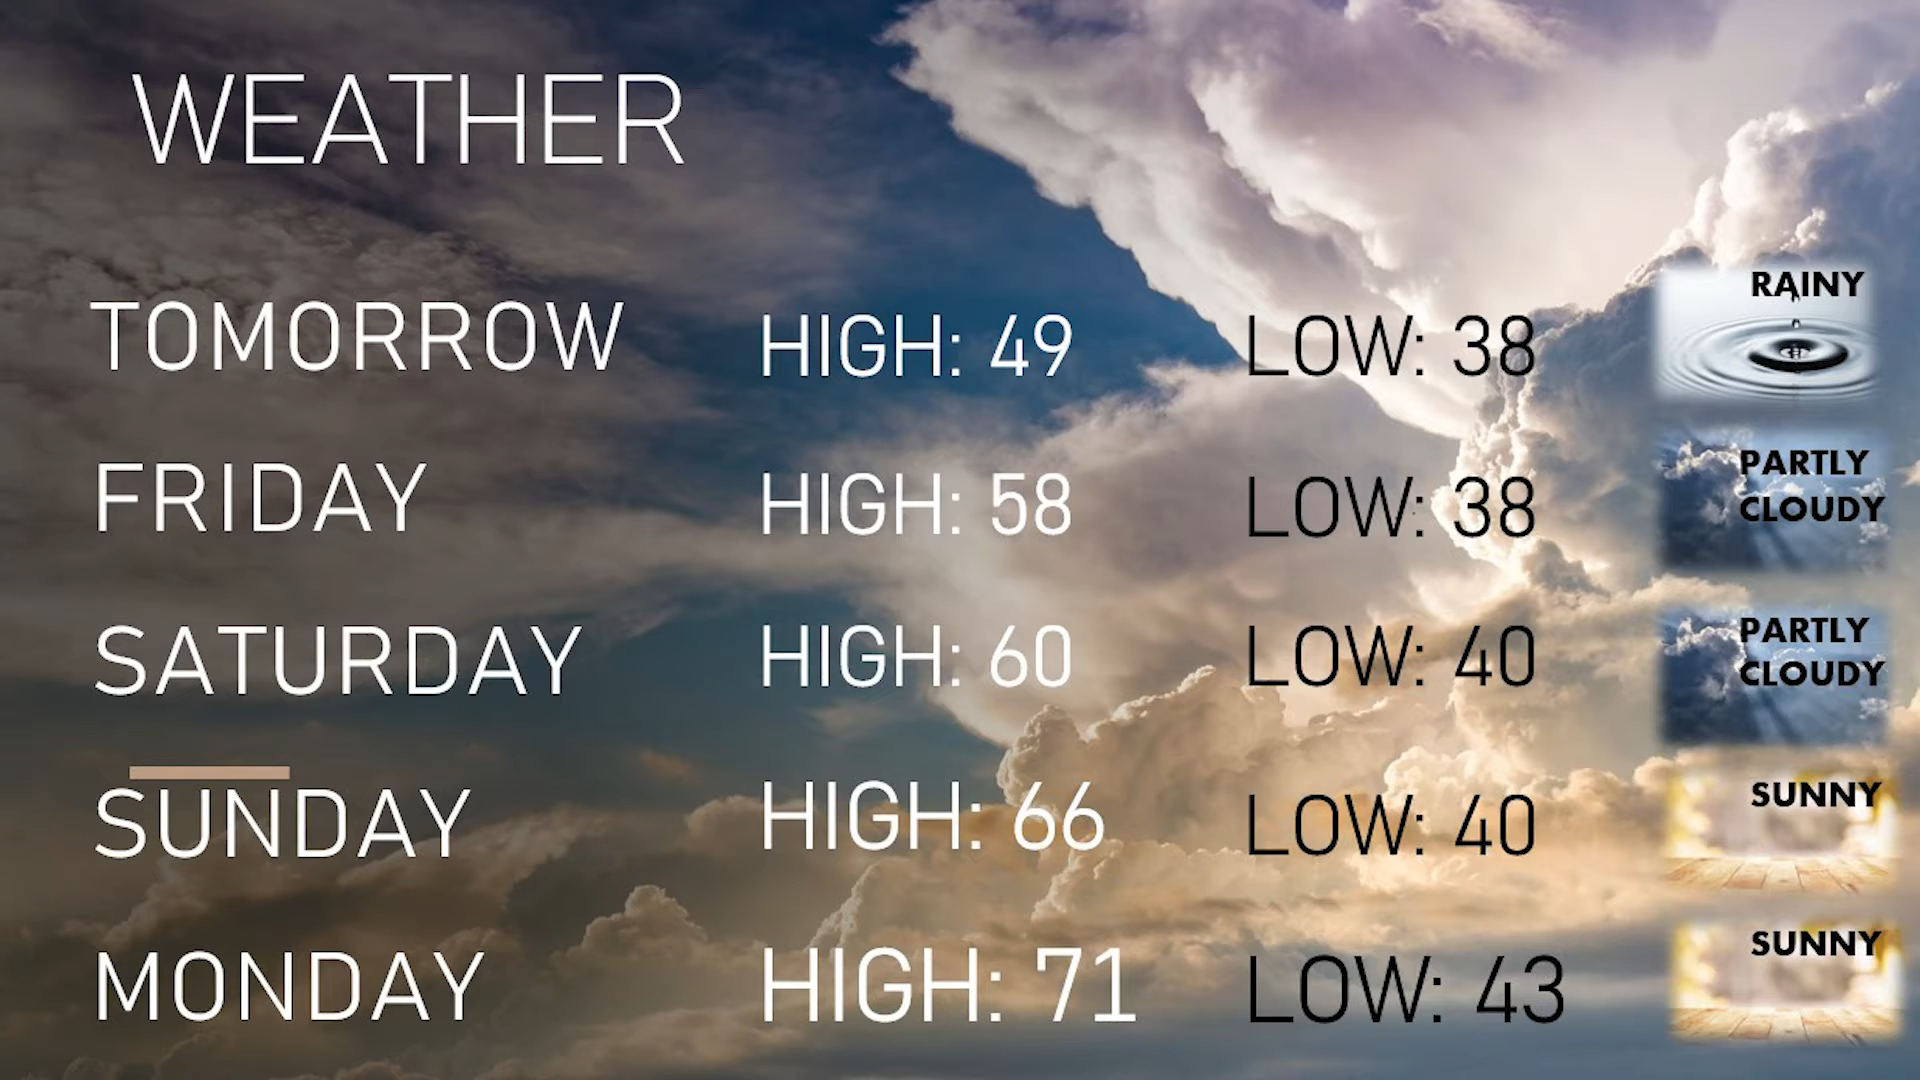 WEATHER
TOMORROW HIGH: 49 LOW: 38 RAINY
FRIDAY HIGH: 58 LOW: 38 PARTLY CLOUDY
SATURDAY HIGH: 60 LOW: 40 PARTLY CLOUDY
SUNDAY HIGH: 66 LOW: 40 SUNNY
MONDAY HIGH: 71 LOW: 43 SUNNY